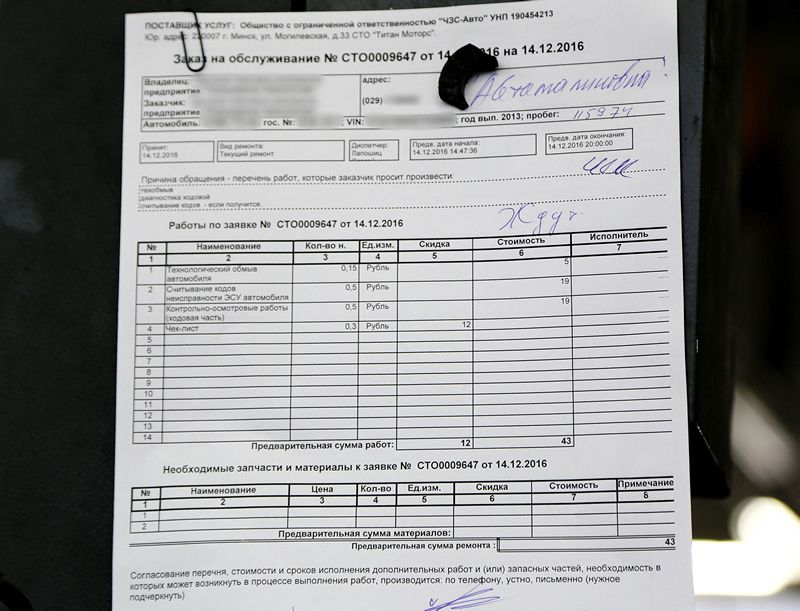 ПОСТАВЩИК УСЛУГ: Общество с ограниченной ответственностью "ЧЗС-Авто" УНП 190454213
Юр. адрес: 220007 г. Минск, ул. Могилевская, д.33 СТО "Титан Моторс".
Заказ на обслуживание № СТО0009647 от 14. 2016 на 14.12.2016
Владелец: адрес:
предприятие
Заказчик: (029)
предприятие
Автомобиль: гос. №: , VIN: ; год вып. 2013; пробег: 115974
Принят: 14.12.2016
Вид ремонта: Текущий ремонт
Диспетчер: Лапошиц
Предв. дата начала: 14.12.2016 14:47:36
Предв. дата окончания: 14.12.2016 20:00:00
Причина обращения - перечень работ, которые заказчик просит произвести:
техобмыв
диагностика ходовой
считывание кодов - если получится.
Ждут
Работы по заявке № СТО0009647 от 14.12.2016
№ Наименование Кол-во н. Ед.изм. Скидка Стоимость Исполнитель
1 2 3 4 5 6 7
1 Технологический обмыв 0,15 Рубль 5
автомобиля
2 Считывание кодов 0,5 Рубль 19
неисправности ЭСУ автомобиля
3 Контрольно-осмотровые работы 0,5 Рубль 19
(ходовая часть)
4 Чек-лист 0,3 Рубль 12
5
6
7
8
9
10
11
12
13
14
Предварительная сумма работ: 12 43
Необходимые запчасти и материалы к заявке № СТО0009647 от 14.12.2016
№ Наименование Цена Кол-во Ед.изм. Скидка Стоимость Примечание
1 2 3 4 5 6 7 8
1
2
Предварительная сумма материалов:
Предварительная сумма ремонта : 43
Согласование перечня, стоимости и сроков исполнения дополнительных работ и (или) запасных частей, необходимость в
которых может возникнуть в процессе выполнения работ, производится: по телефону, устно, письменно (нужное
подчеркнуть)